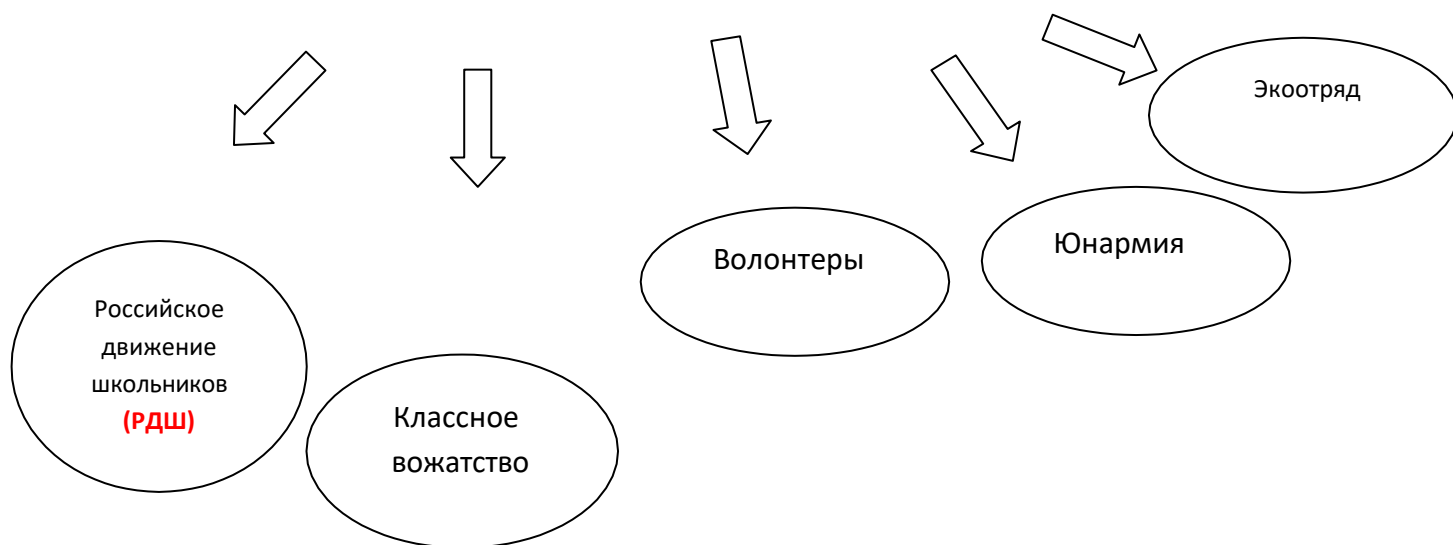 Российское
движение
школьников
(РДШ)
Классное
вожатство
Волонтеры
Юнармия
Экоотряд